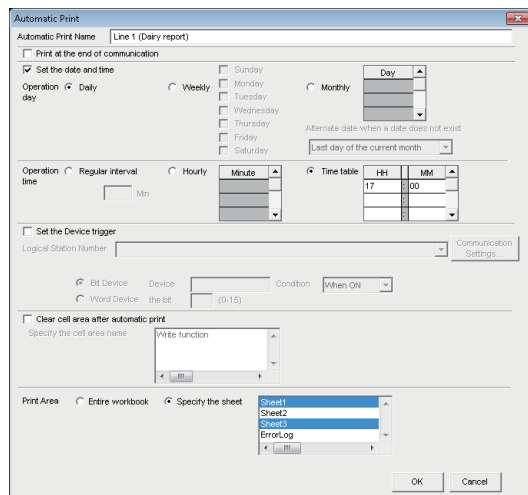 Automatic Print
Automatic Print Name Line 1 (Dairy report)
Print at the end of communication
Set the date and time
Operation day
Daily
Weekly
Sunday
Monday
Tuesday
Wednesday
Thursday
Friday
Saturday
Monthly
Day
Alternate date when a date does not exist
Last day of the current month
Operation time
Regular interval
Min
Hourly
Minute
Time table
HH : MM
17 : 00
Set the Device trigger
Logical Station Number
Communication Settings...
Bit Device
Device
Condition
When ON
Word Device
the bit
(0-15)
Clear cell area after automatic print
Specify the cell area name
Write function
Print Area
Entire workbook
Specify the sheet
Sheet1
Sheet2
Sheet3
ErrorLog
OK
Cancel